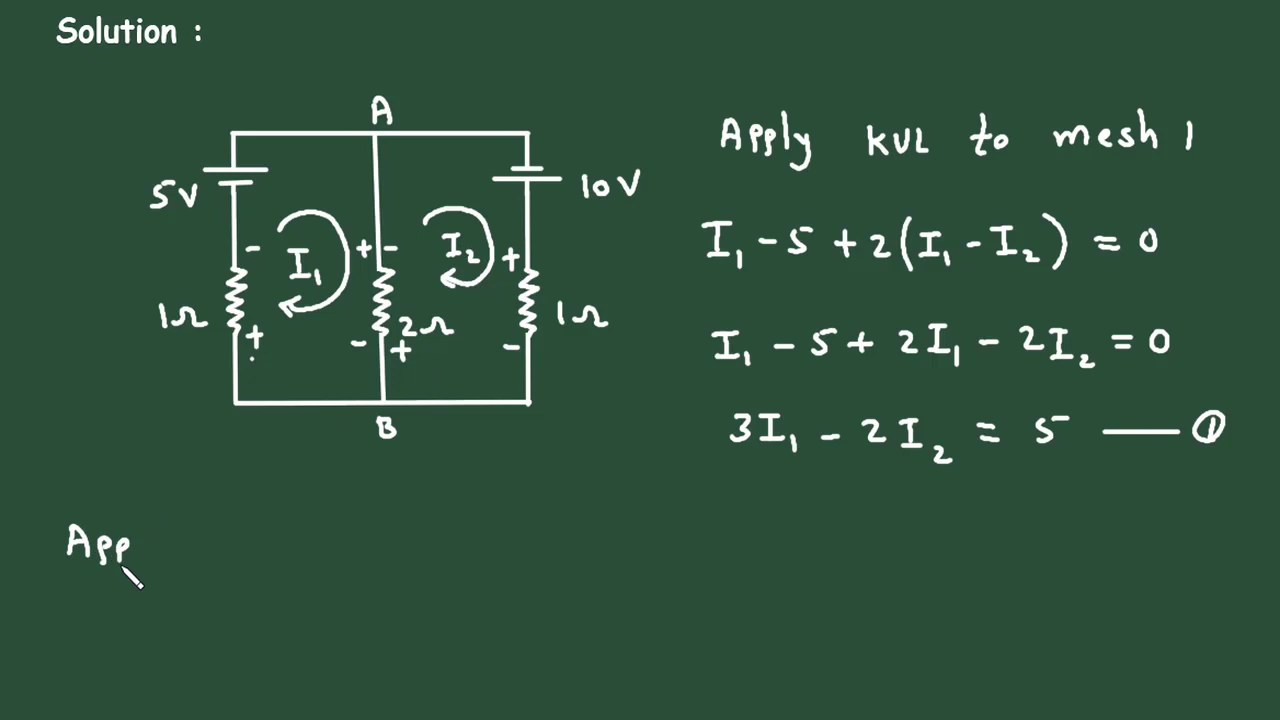 Solution :
A
5V
10V
- I₁ + - I₂ +
1Ω + - 2Ω + - 1Ω
B
Apply KVL to mesh 1
I₁ - 5 + 2(I₁ - I₂) = 0
I₁ - 5 + 2I₁ - 2I₂ = 0
3I₁ - 2I₂ = 5 —— ①
App